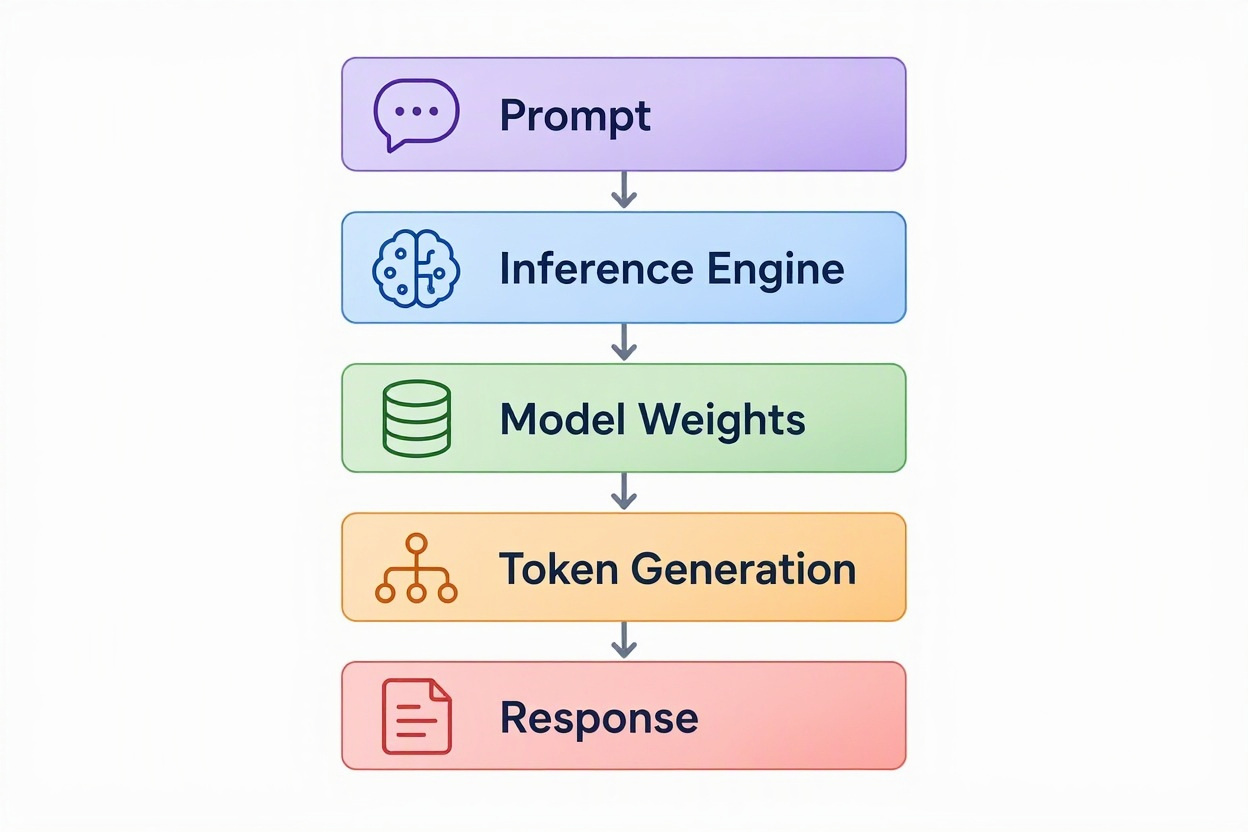 Prompt
Inference Engine
Model Weights
Token Generation
Response